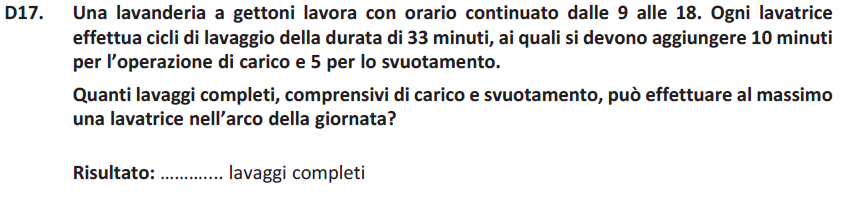 D17. Una lavanderia a gettoni lavora con orario continuato dalle 9 alle 18. Ogni lavatrice
effettua cicli di lavaggio della durata di 33 minuti, ai quali si devono aggiungere 10 minuti
per l’operazione di carico e 5 per lo svuotamento.
Quanti lavaggi completi, comprensivi di carico e svuotamento, può effettuare al massimo
una lavatrice nell’arco della giornata?
Risultato: ………….. lavaggi completi